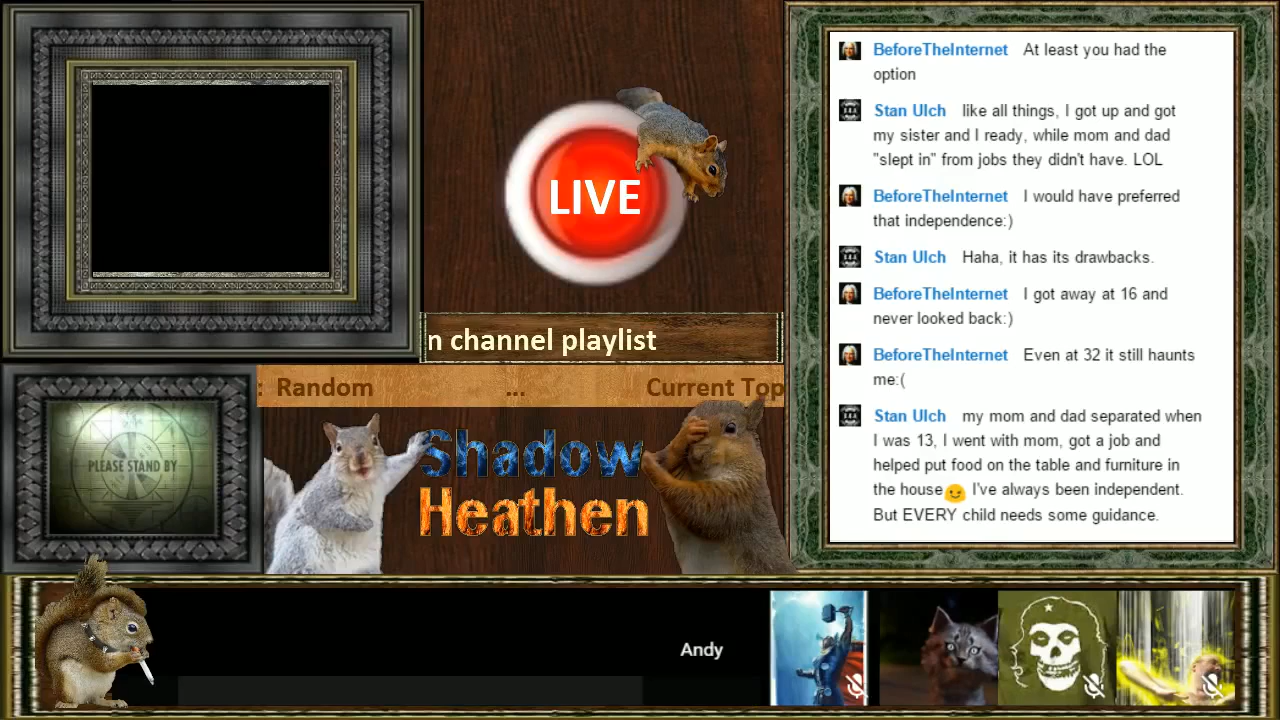 LIVE
n channel playlist
: Random ... Current Top
PLEASE STAND BY
Shadow
Heathen
Andy
BeforeTheInternet At least you had the
option
Stan Ulch like all things, I got up and got
my sister and I ready, while mom and dad
"slept in" from jobs they didn't have. LOL
BeforeTheInternet I would have preferred
that independence:)
Stan Ulch Haha, it has its drawbacks.
BeforeTheInternet I got away at 16 and
never looked back:)
BeforeTheInternet Even at 32 it still haunts
me:(
Stan Ulch my mom and dad separated when
I was 13, I went with mom, got a job and
helped put food on the table and furniture in
the house😉 I've always been independent.
But EVERY child needs some guidance.